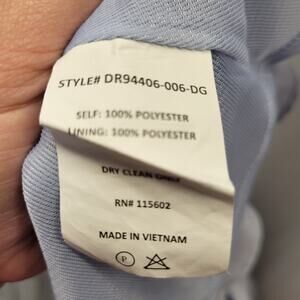 STYLE# DR94406-006-DG
SELF: 100% POLYESTER
LINING: 100% POLYESTER
DRY CLEAN ONLY
RN# 115602
MADE IN VIETNAM
P